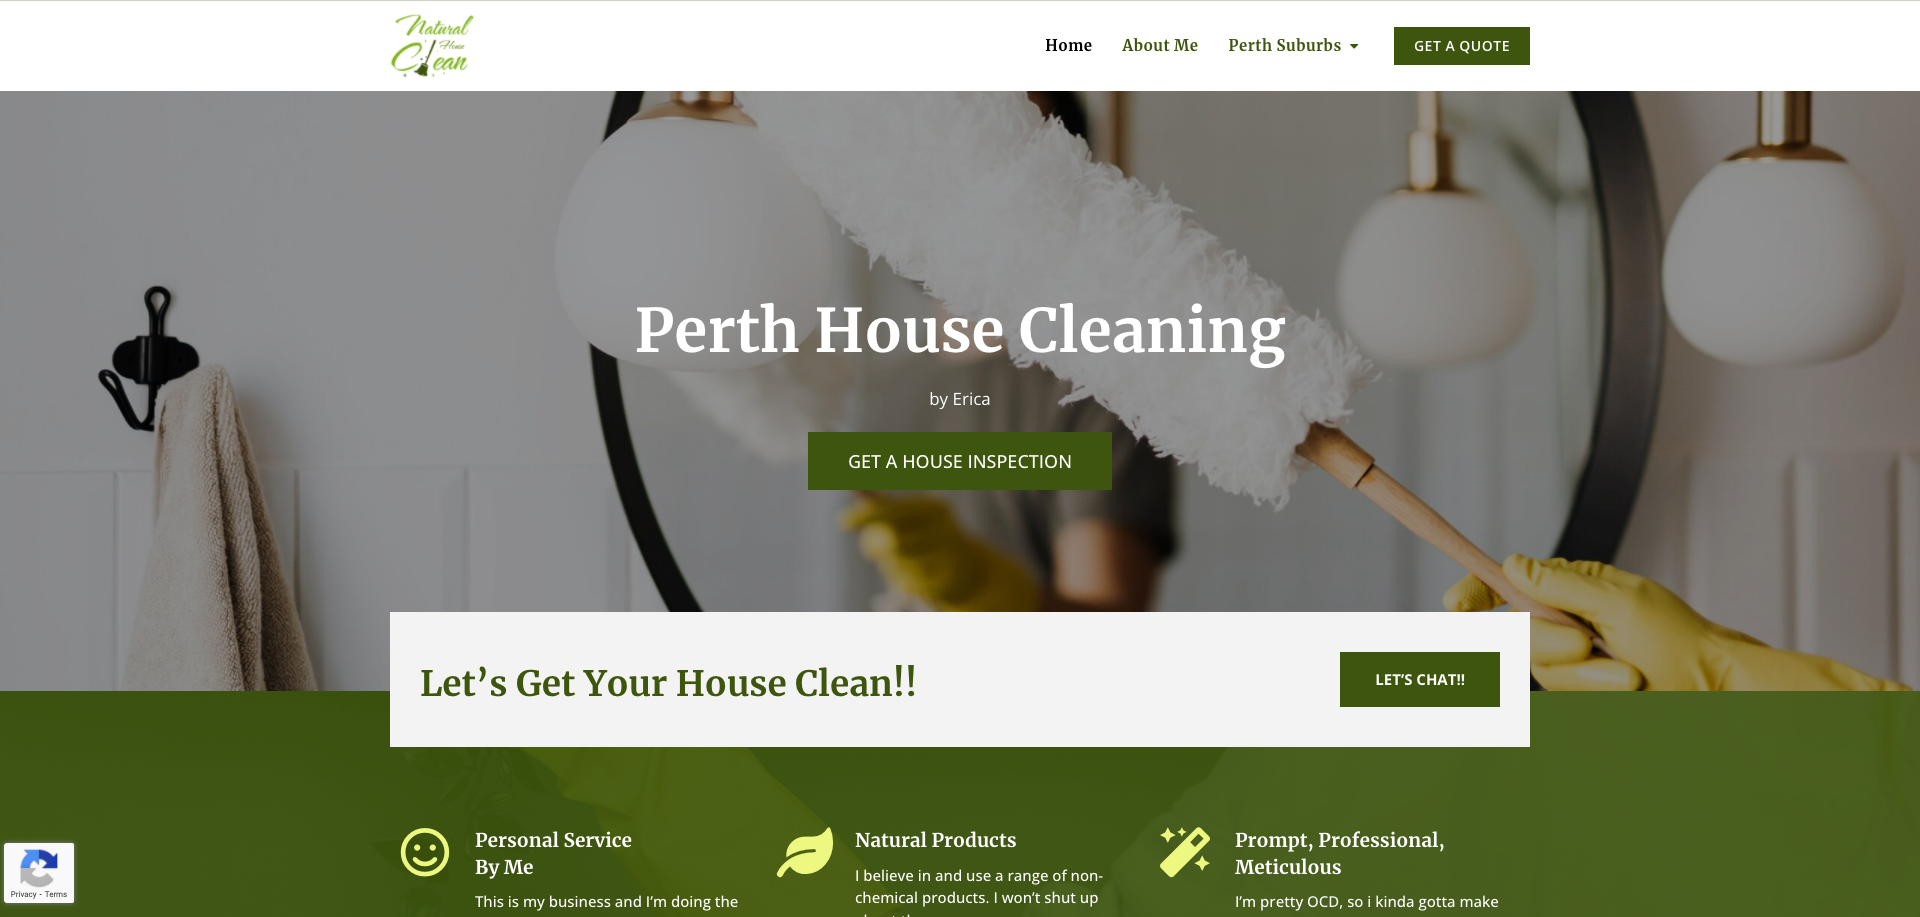 Natural
House
Clean
Home
About Me
Perth Suburbs
GET A QUOTE
Perth House Cleaning
by Erica
GET A HOUSE INSPECTION
Let’s Get Your House Clean!!
LET’S CHAT!!
Personal Service
By Me
This is my business and I’m doing the
Natural Products
I believe in and use a range of non-
chemical products. I won’t shut up
Prompt, Professional,
Meticulous
I’m pretty OCD, so i kinda gotta make
Privacy - Terms